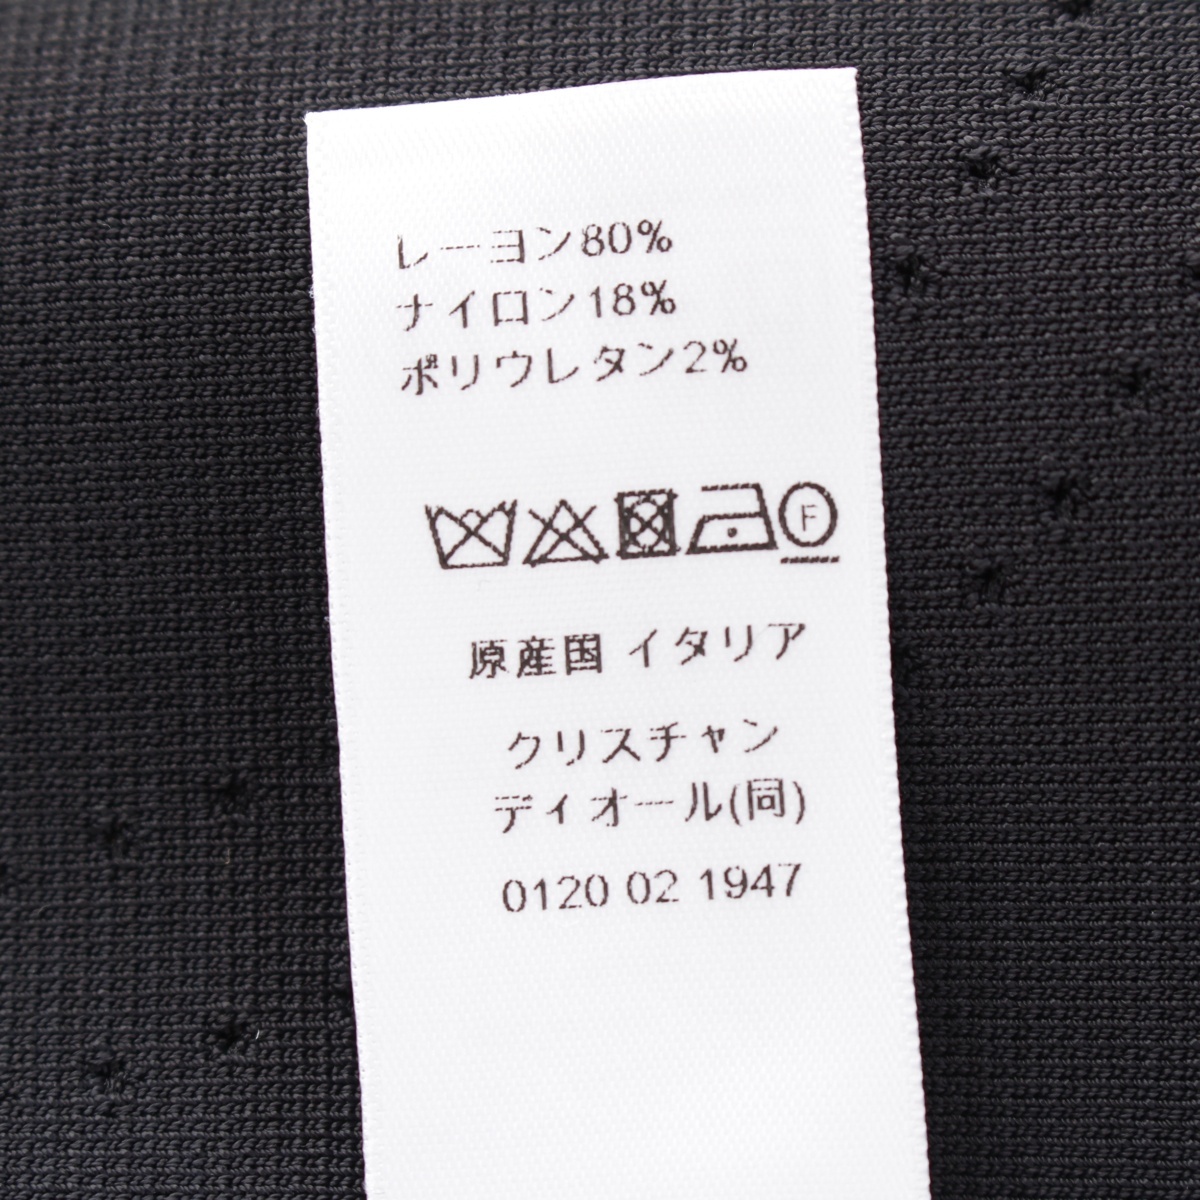 レーヨン80%
ナイロン18%
ポリウレタン2%
F
原産国 イタリア
クリスチャン
ディオール(同)
0120 02 1947